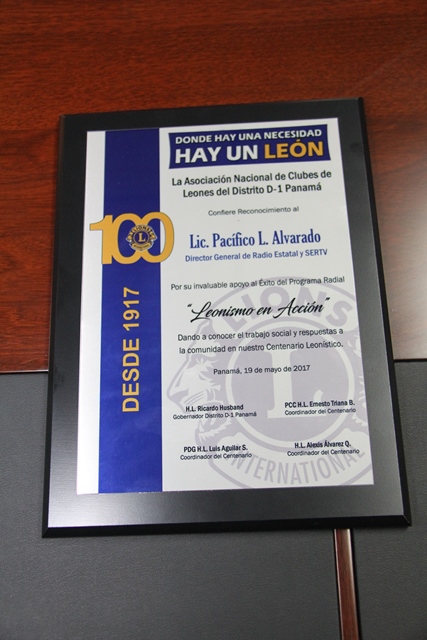 DONDE HAY UNA NECESIDAD
HAY UN LEÓN
La Asociación Nacional de Clubes de
Leones del Distrito D-1 Panamá
Confiere Reconocimiento al
Lic. Pacífico L. Alvarado
Director General de Radio Estatal y SERTV
Por su invaluable apoyo al Éxito del Programa Radial
"Leonismo en Acción"
Dando a conocer el trabajo social y respuestas a
la comunidad en nuestro Centenario Leonístico.
Panamá, 19 de mayo de 2017
H.L. Ricardo Husband
Gobernador Distrito D-1 Panamá
PCC H.L. Ernesto Triana B.
Coordinador del Centenario
PDG H.L. Luis Aguilar S.
Coordinador del Centenario
H.L. Alexis Álvarez Q.
Coordinador del Centenario
100
L
DESDE 1917
LIONS
L
INTERNATIONAL